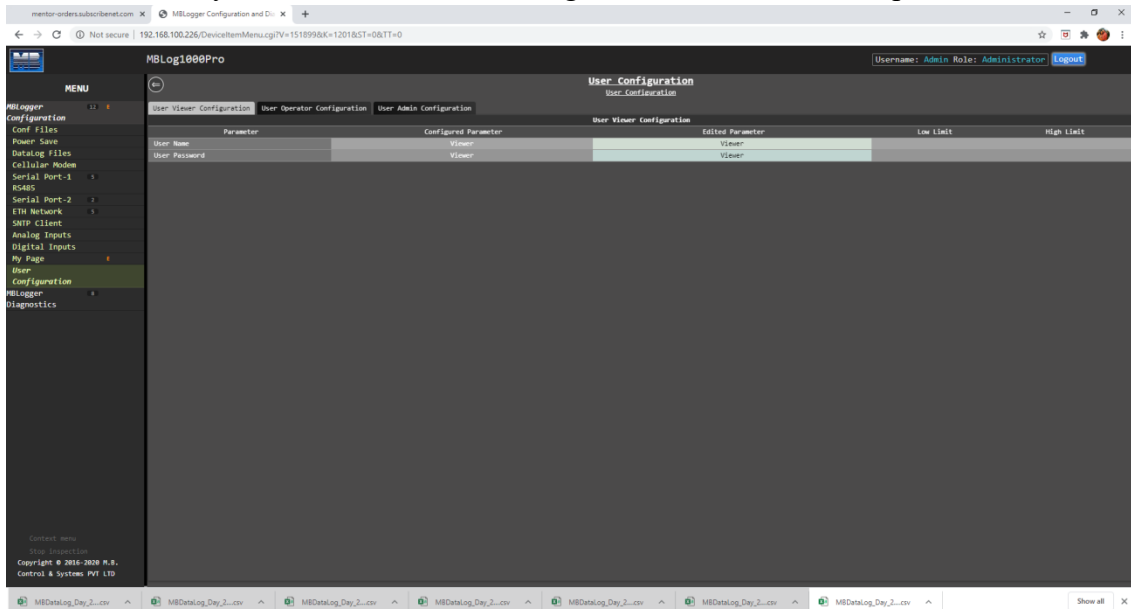 mentor-orders.subscribenet.com
MBLogger Configuration and Di
Not secure 192.168.100.226/DeviceItemMenu.cgi?V=151899&K=1201&ST=0&TT=0
MB
MBLog1000Pro
Username: Admin Role: Administrator Logout
MENU
User Configuration
User Configuration
MBLogger 12
Configuration
Conf Files
Power Save
DataLog Files
Cellular Modem
Serial Port-1 3
RS485
Serial Port-2 2
ETH Network 5
SNTP Client
Analog Inputs
Digital Inputs
My Page
User
Configuration
MBLogger
Diagnostics
User Viewer Configuration User Operator Configuration User Admin Configuration
User Viewer Configuration
Parameter Configured Parameter Edited Parameter Low Limit High Limit
User Name Viewer Viewer
User Password Viewer Viewer
Context menu
Stop Inspection
Copyright © 2016-2020 M.B.
Control & Systems PVT LTD
MBDataLog_Day_2....csv MBDataLog_Day_2....csv MBDataLog_Day_2....csv MBDataLog_Day_2....csv MBDataLog_Day_2....csv MBDataLog_Day_2....csv MBDataLog_Day_2....csv Show all